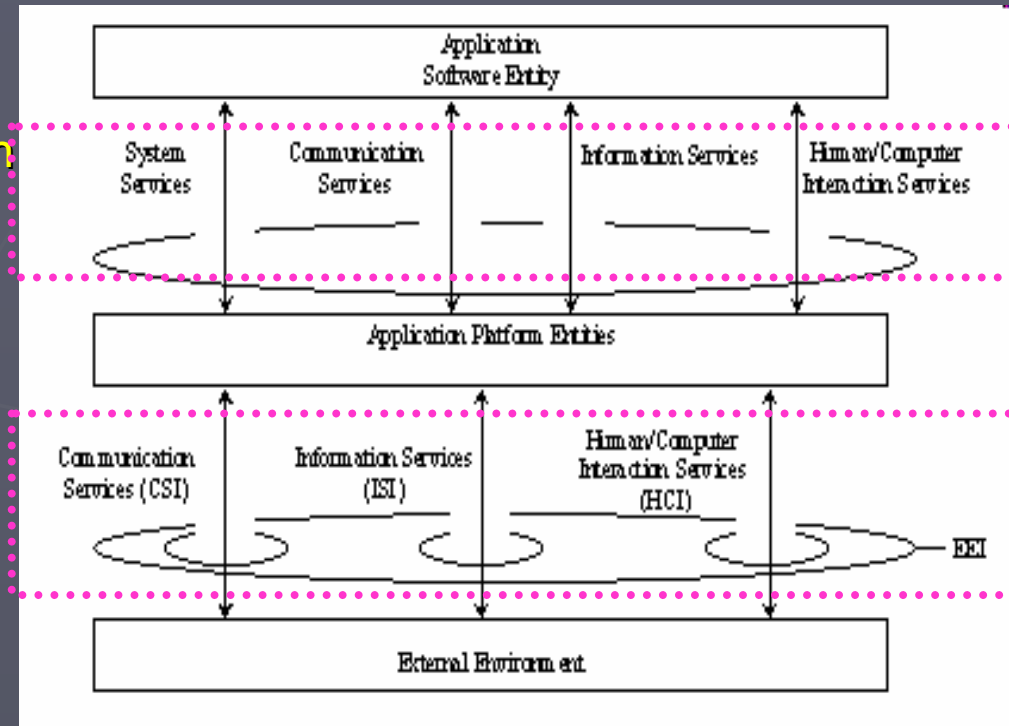 Application
Software Entity
System
Services
Communication
Services
Information Services
Human/Computer
Interaction Services
Application Platform Entities
Communication
Services (CSI)
Information Services
(ISI)
Human/Computer
Interaction Services
(HCI)
EEI
External Environment